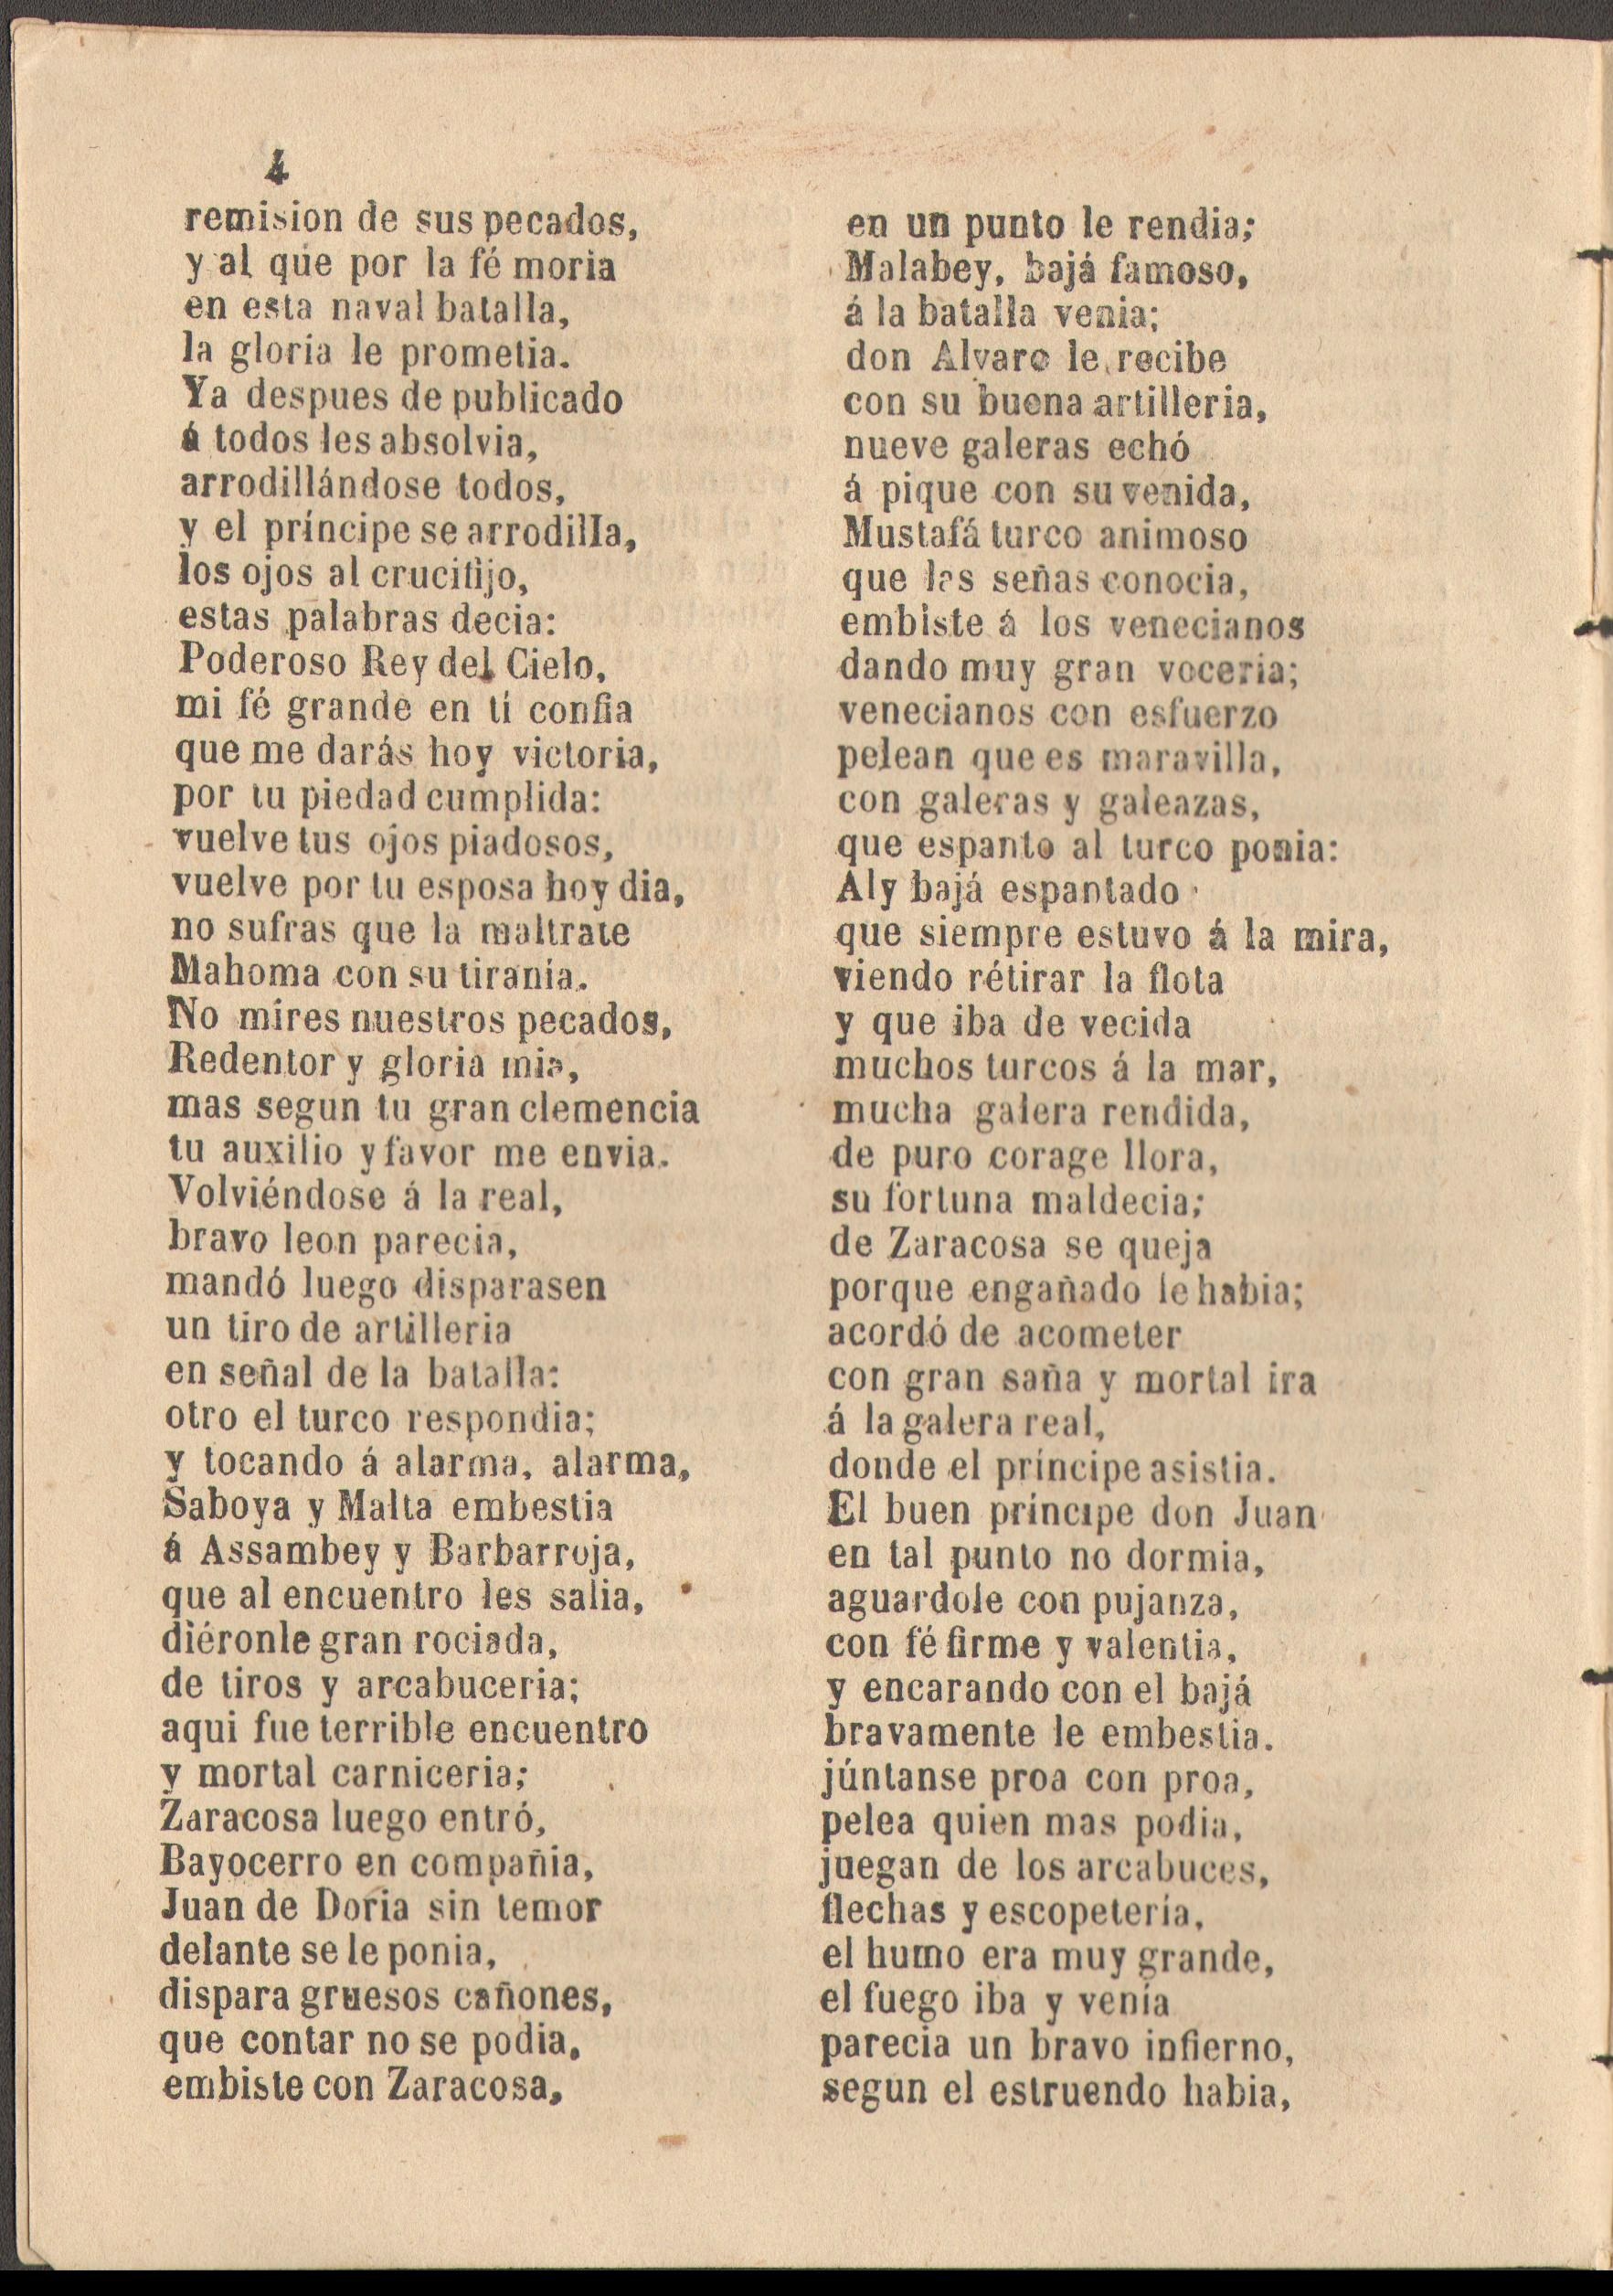 4
remision de sus pecados,
y al que por la fé moria
en esta naval batalla,
la gloria le prometia.
Ya despues de publicado
á todos les absolvia,
arrodillándose todos,
y el príncipe se arrodilla,
los ojos al crucifijo,
estas palabras decia:
Poderoso Rey del Cielo,
mi fé grande en tí confia
que me darás hoy victoria,
por tu piedad cumplida:
vuelve tus ojos piadosos,
vuelve por tu esposa hoy dia,
no sufras que la maltrate
Mahoma con su tiranía.
No mires nuestros pecados,
Redentor y gloria mia,
mas segun tu gran clemencia
tu auxilio y favor me envia.
Volviéndose á la real,
bravo leon parecia,
mandó luego disparasen
un tiro de artilleria
en señal de la batalla:
otro el turco respondia;
y tocando á alarma, alarma,
Saboya y Malta embestia
á Assambey y Barbarroja,
que al encuentro les salia,
diéronle gran rociada,
de tiros y arcabuceria;
aqui fue terrible encuentro
y mortal carniceria;
Zaracosa luego entró,
Bayocerro en compañia,
Juan de Doria sin temor
delante se le ponia,
dispara gruesos cañones,
que contar no se podia,
embiste con Zaracosa,
en un punto le rendia;
Malabey, bajá famoso,
á la batalla venia;
don Alvaro le recibe
con su buena artilleria,
nueve galeras echó
á pique con su venida,
Mustafá turco animoso
que las señas conocia,
embiste á los venecianos
dando muy gran voceria;
venecianos con esfuerzo
pelean que es maravilla,
con galeras y galeazas,
que espanto al turco ponia:
Aly bajá espantado
que siempre estuvo á la mira,
viendo rétirar la flota
y que iba de vecida
muchos turcos á la mar,
mucha galera rendida,
de puro corage llora,
su fortuna maldecia;
de Zaracosa se queja
porque engañado le habia;
acordó de acometer
con gran saña y mortal ira
á la galera real,
donde el príncipe asistia.
El buen príncipe don Juan
en tal punto no dormia,
aguardole con pujanza,
con fé firme y valentia,
y encarando con el bajá
bravamente le embestia.
júntanse proa con proa,
pelea quien mas podia,
juegan de los arcabuces,
flechas y escopetería,
el humo era muy grande,
el fuego iba y venía
parecia un bravo infierno,
segun el estruendo habia,